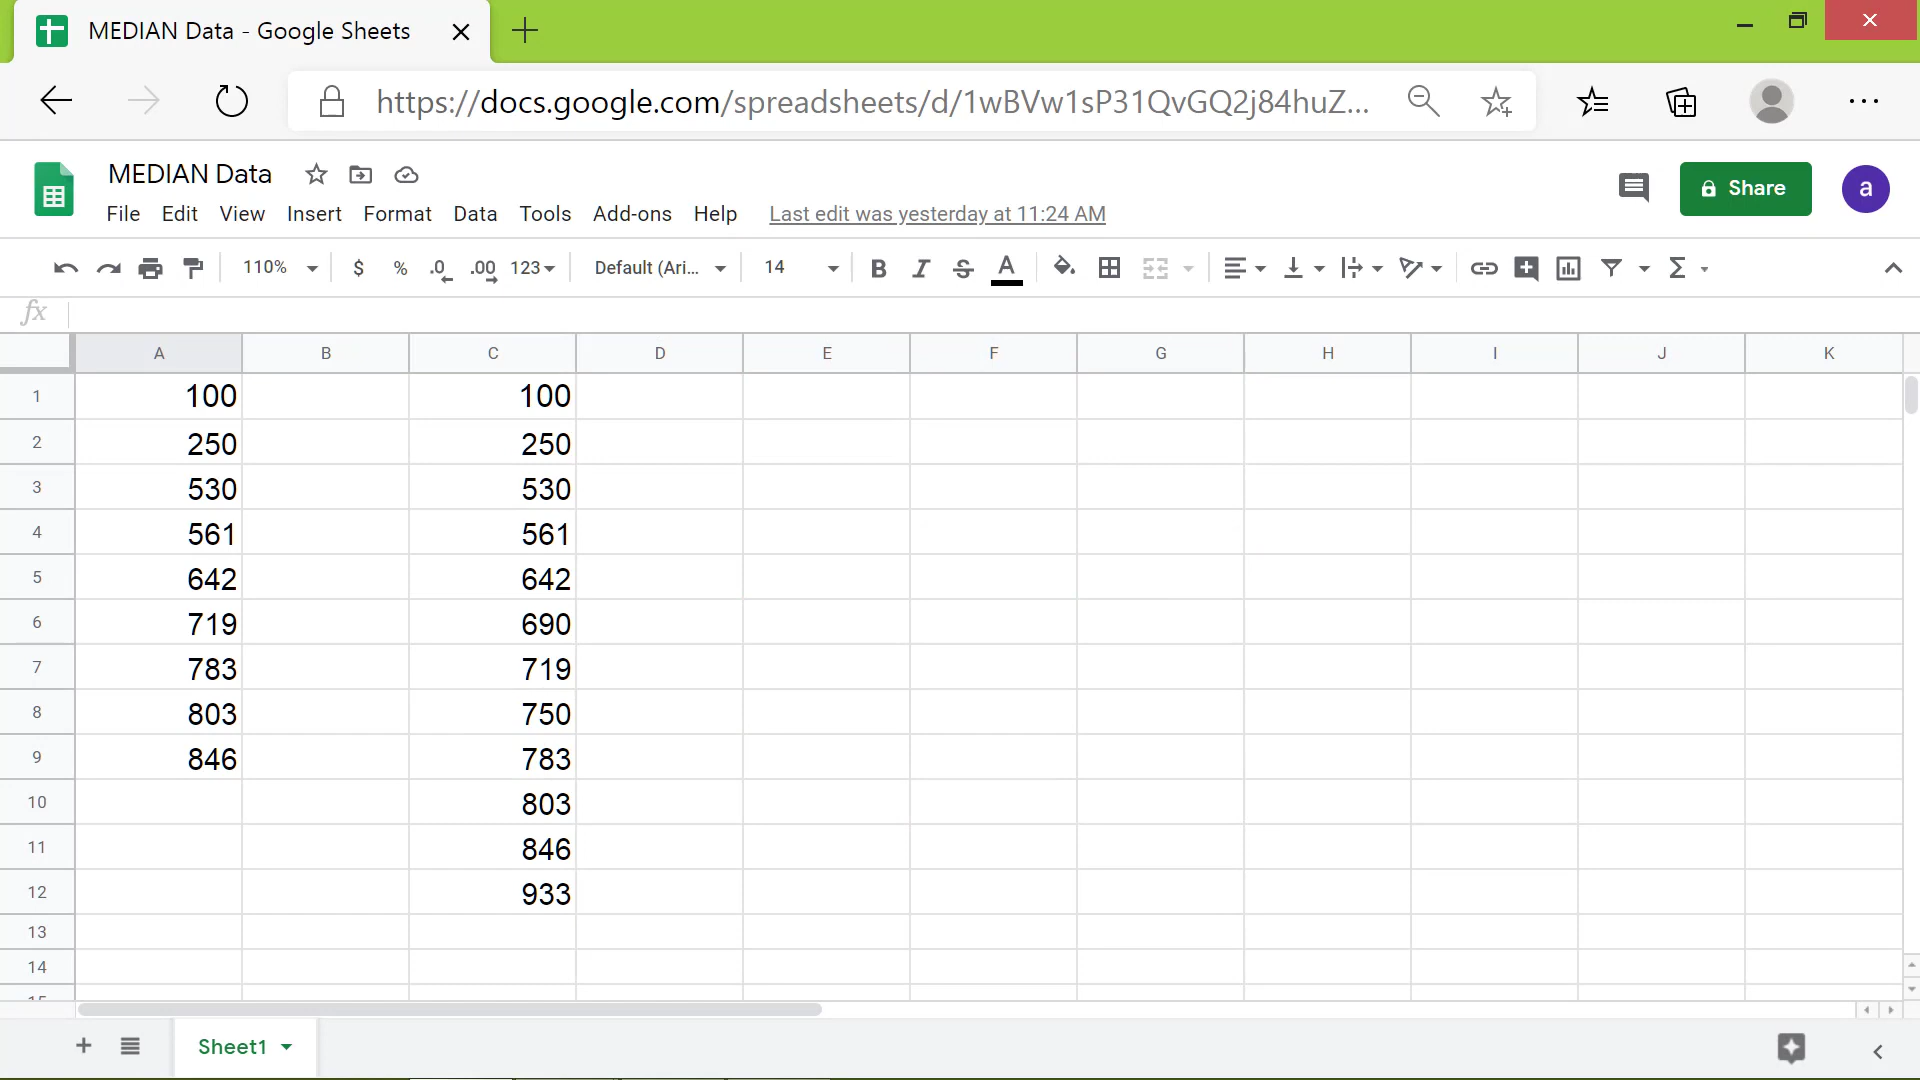 MEDIAN Data - Google Sheets
https://docs.google.com/spreadsheets/d/1wBVw1sP31QvGQ2j84huZ...
MEDIAN Data
File Edit View Insert Format Data Tools Add-ons Help Last edit was yesterday at 11:24 AM
Share
a
110% $ % .0 .00 123 Default (Ari... 14 B I S A
fx
A B C D E F G H I J K
1 100 100
2 250 250
3 530 530
4 561 561
5 642 642
6 719 690
7 783 719
8 803 750
9 846 783
10 803
11 846
12 933
13
14
15
Sheet1